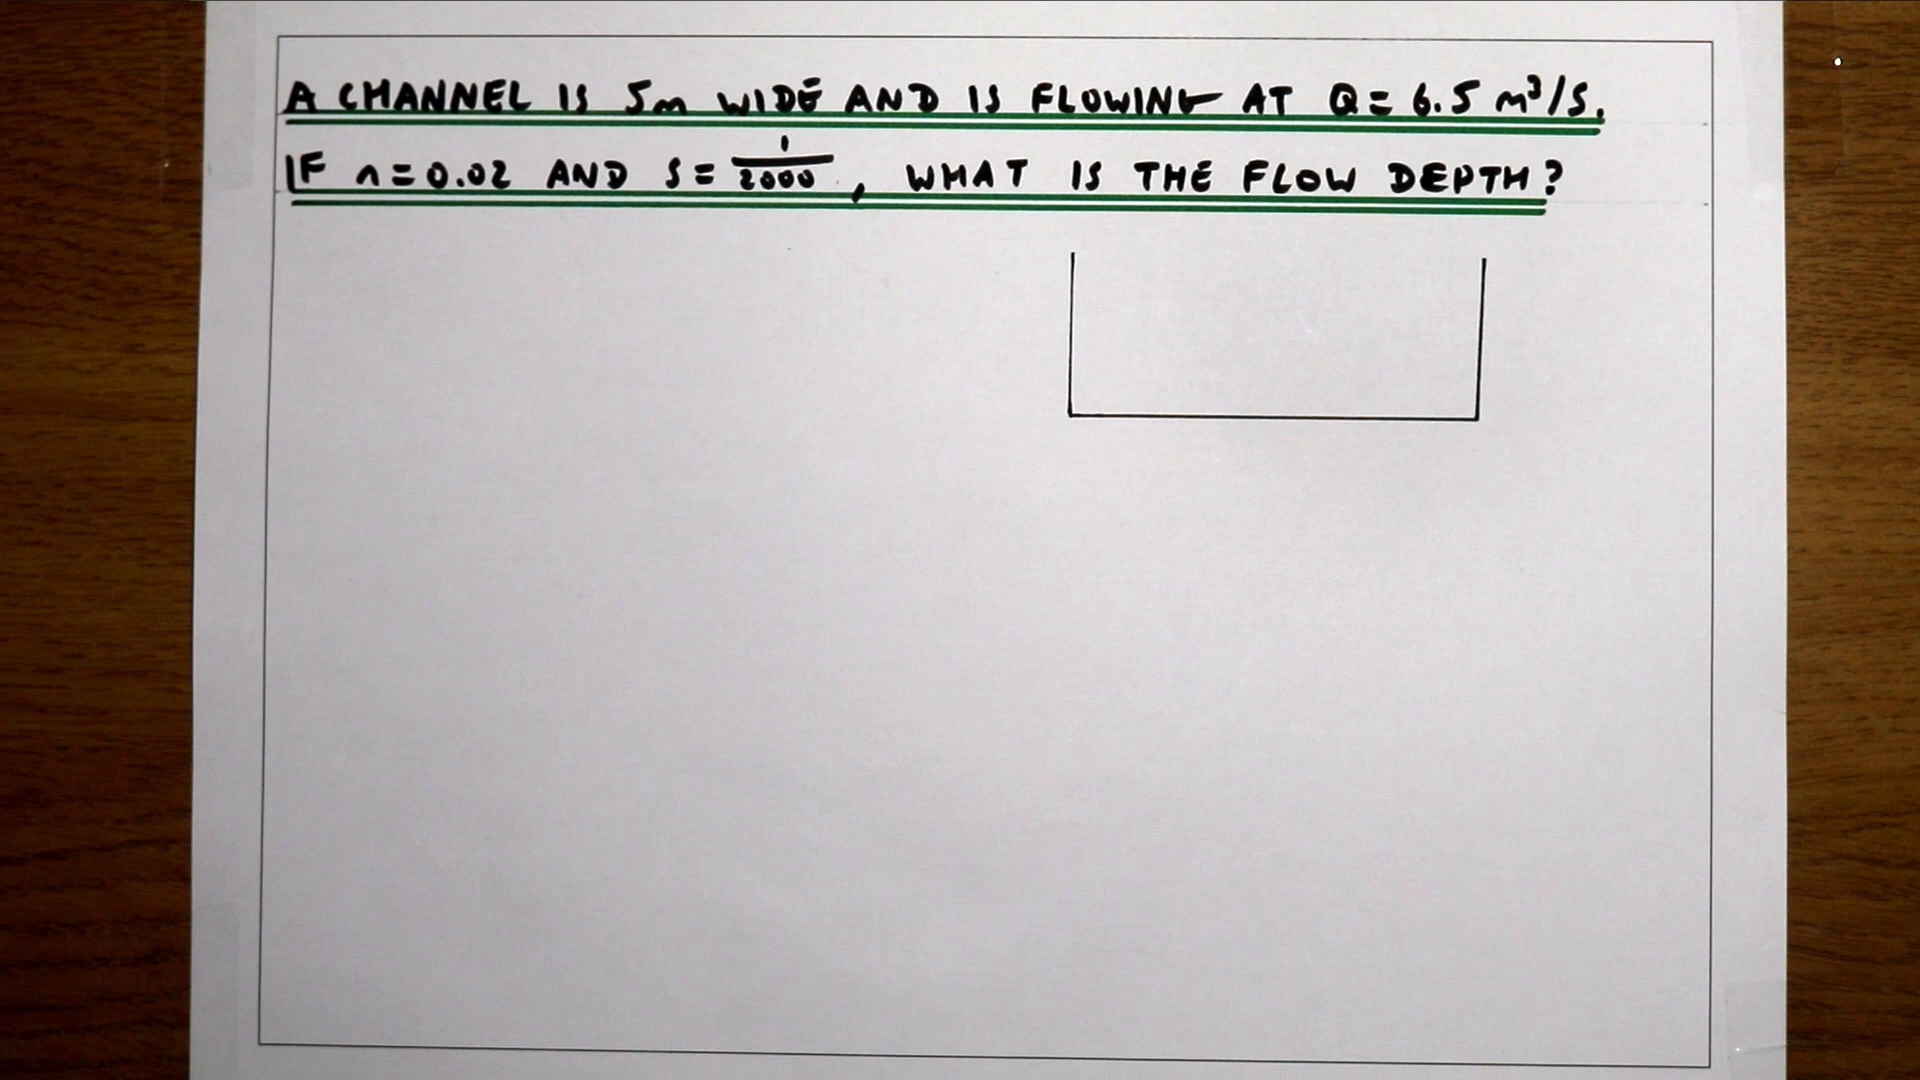 A CHANNEL IS 5m WIDE AND IS FLOWING AT Q = 6.5 m³/s.
IF n = 0.02 AND S = 1/2000, WHAT IS THE FLOW DEPTH?